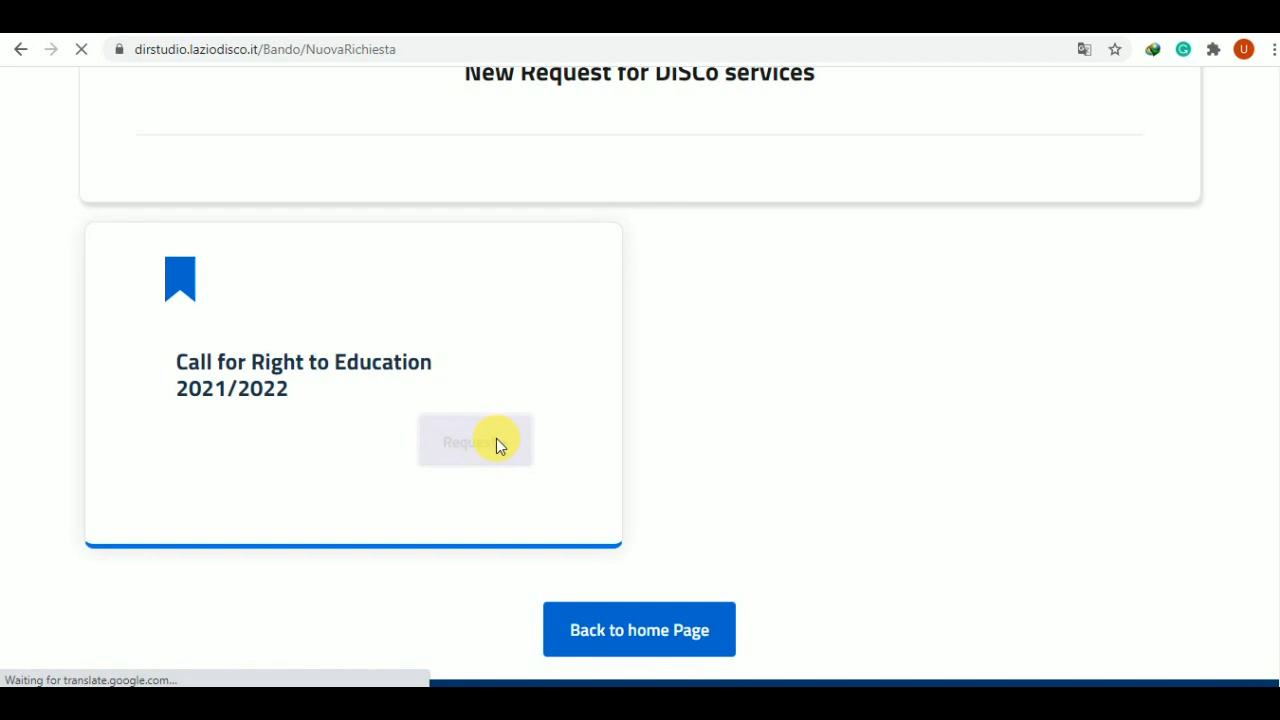 dirstudio.laziodisco.it/Bando/NuovaRichiesta
G
U
New Request for DiSCo services
Call for Right to Education
2021/2022
Back to home Page
Waiting for translate.google.com...